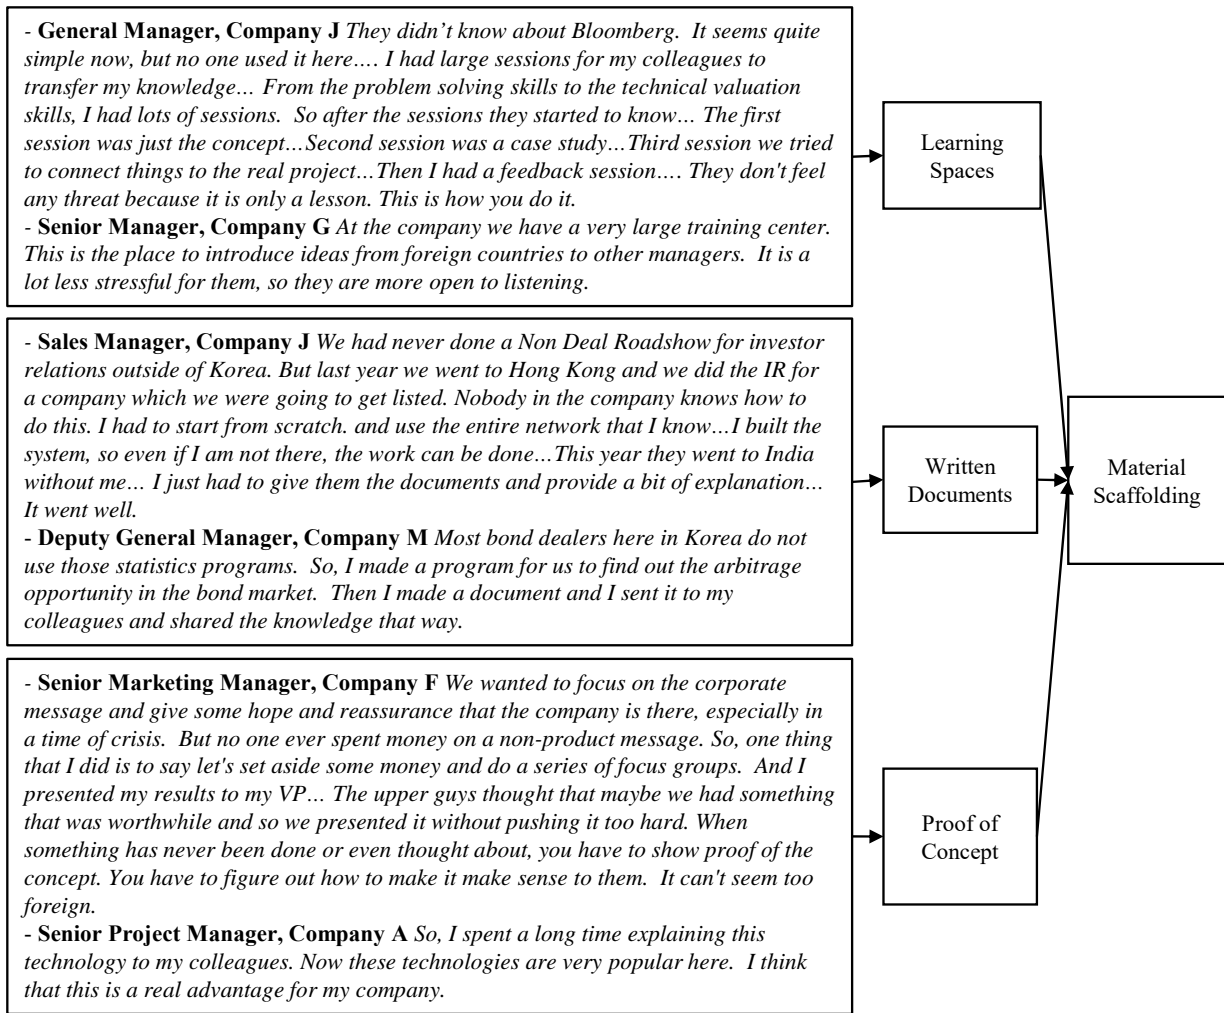 - General Manager, Company J They didn’t know about Bloomberg.  It seems quite
simple now, but no one used it here…. I had large sessions for my colleagues to
transfer my knowledge… From the problem solving skills to the technical valuation
skills, I had lots of sessions.  So after the sessions they started to know… The first
session was just the concept…Second session was a case study…Third session we tried
to connect things to the real project…Then I had a feedback session…. They don't feel
any threat because it is only a lesson. This is how you do it.
- Senior Manager, Company G At the company we have a very large training center.
This is the place to introduce ideas from foreign countries to other managers.  It is a
lot less stressful for them, so they are more open to listening.
Learning
Spaces
- Sales Manager, Company J We had never done a Non Deal Roadshow for investor
relations outside of Korea. But last year we went to Hong Kong and we did the IR for
a company which we were going to get listed. Nobody in the company knows how to
do this. I had to start from scratch. and use the entire network that I know…I built the
system, so even if I am not there, the work can be done…This year they went to India
without me… I just had to give them the documents and provide a bit of explanation…
It went well.
- Deputy General Manager, Company M Most bond dealers here in Korea do not
use those statistics programs.  So, I made a program for us to find out the arbitrage
opportunity in the bond market.  Then I made a document and I sent it to my
colleagues and shared the knowledge that way.
Written
Documents
Material
Scaffolding
- Senior Marketing Manager, Company F We wanted to focus on the corporate
message and give some hope and reassurance that the company is there, especially in
a time of crisis.  But no one ever spent money on a non-product message. So, one thing
that I did is to say let's set aside some money and do a series of focus groups.  And I
presented my results to my VP… The upper guys thought that maybe we had something
that was worthwhile and so we presented it without pushing it too hard. When
something has never been done or even thought about, you have to show proof of the
concept. You have to figure out how to make it make sense to them.  It can't seem too
foreign.
- Senior Project Manager, Company A So, I spent a long time explaining this
technology to my colleagues. Now these technologies are very popular here.  I think
that this is a real advantage for my company.
Proof of
Concept